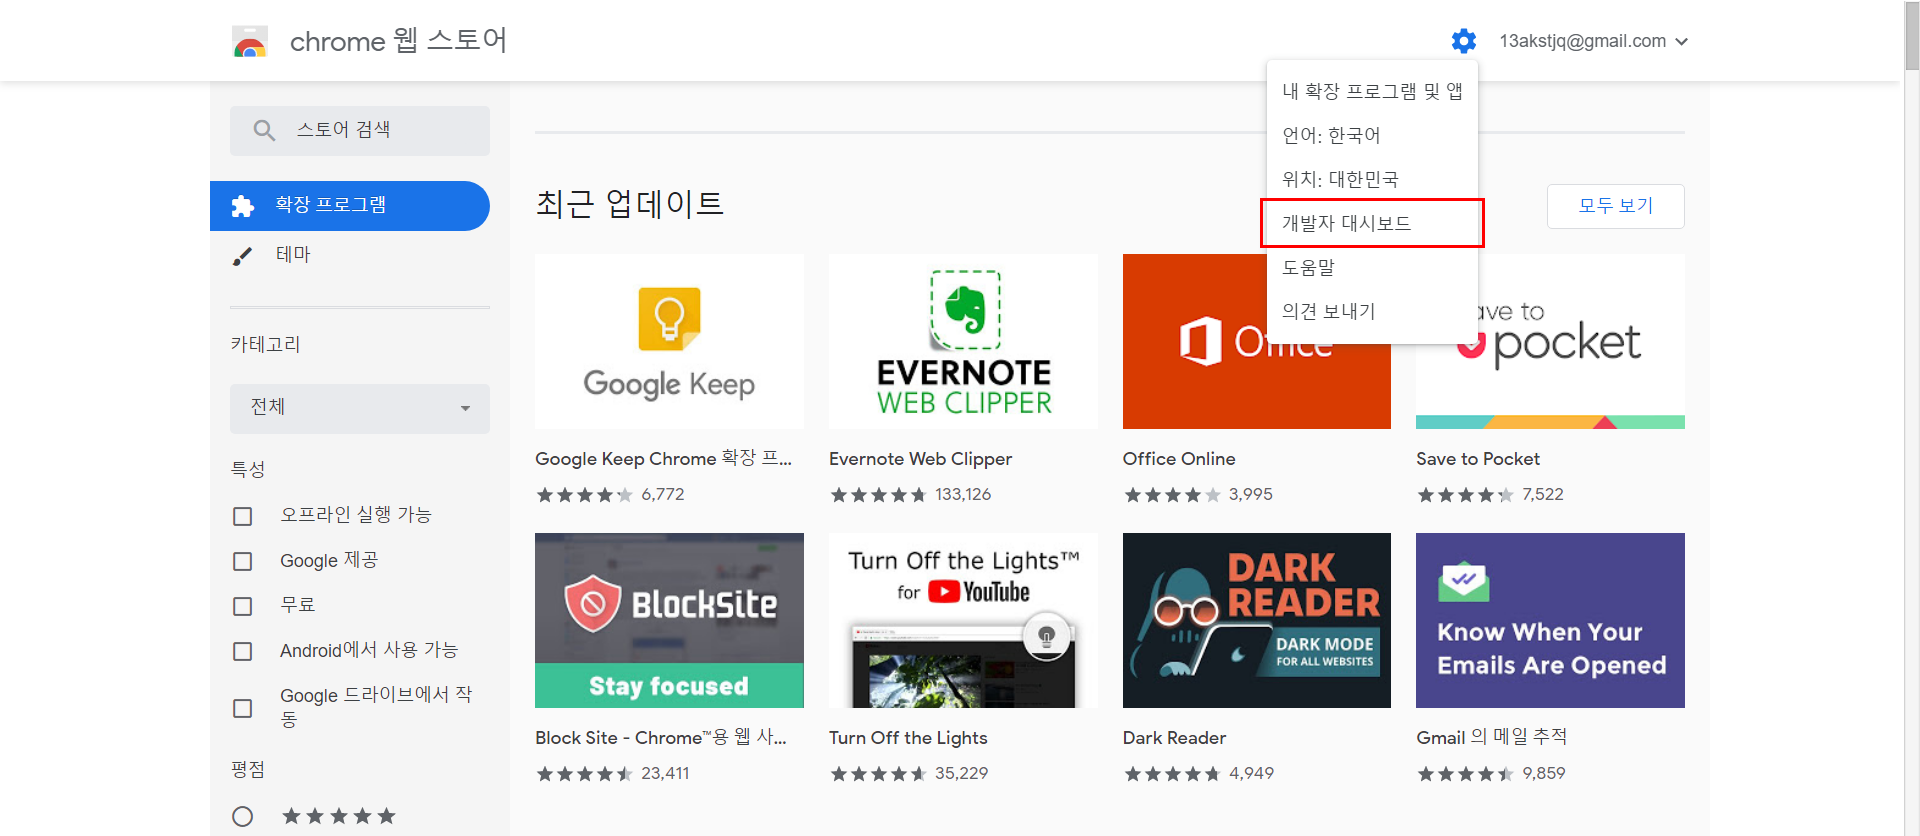 chrome 웹 스토어
13akstjq@gmail.com
내 확장 프로그램 및 앱
언어: 한국어
위치: 대한민국
개발자 대시보드
도움말
의견 보내기
스토어 검색
확장 프로그램
테마
카테고리
전체
특성
오프라인 실행 가능
Google 제공
무료
Android에서 사용 가능
Google 드라이브에서 작
동
평점
최근 업데이트
모두 보기
Google Keep
EVERNOTE
WEB CLIPPER
Office
ave to
pocket
Google Keep Chrome 확장 프...
Evernote Web Clipper
Office Online
Save to Pocket
6,772
133,126
3,995
7,522
BLOCKSITE
Stay focused
Turn Off the Lights™
for YouTube
DARK
READER
DARK MODE
FOR ALL WEBSITES
Know When Your
Emails Are Opened
Block Site - Chrome™용 웹 사...
Turn Off the Lights
Dark Reader
Gmail 의 메일 추적
23,411
35,229
4,949
9,859